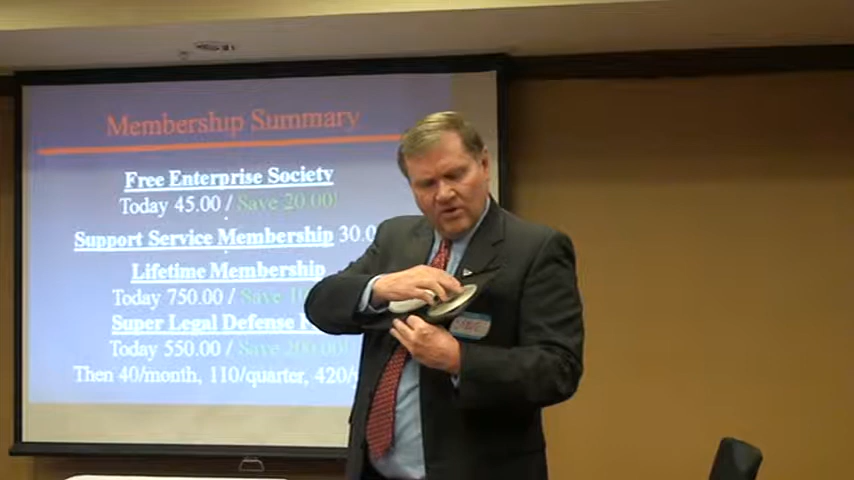 Membership Summary
Free Enterprise Society
Today 45.00 / Save 20.00!
Support Service Membership 30.0
Lifetime Membership
Today 750.00 / Save
Super Legal Defense
Today 550.00 / Save 200.00!
Then 40/month, 110/quarter, 420/